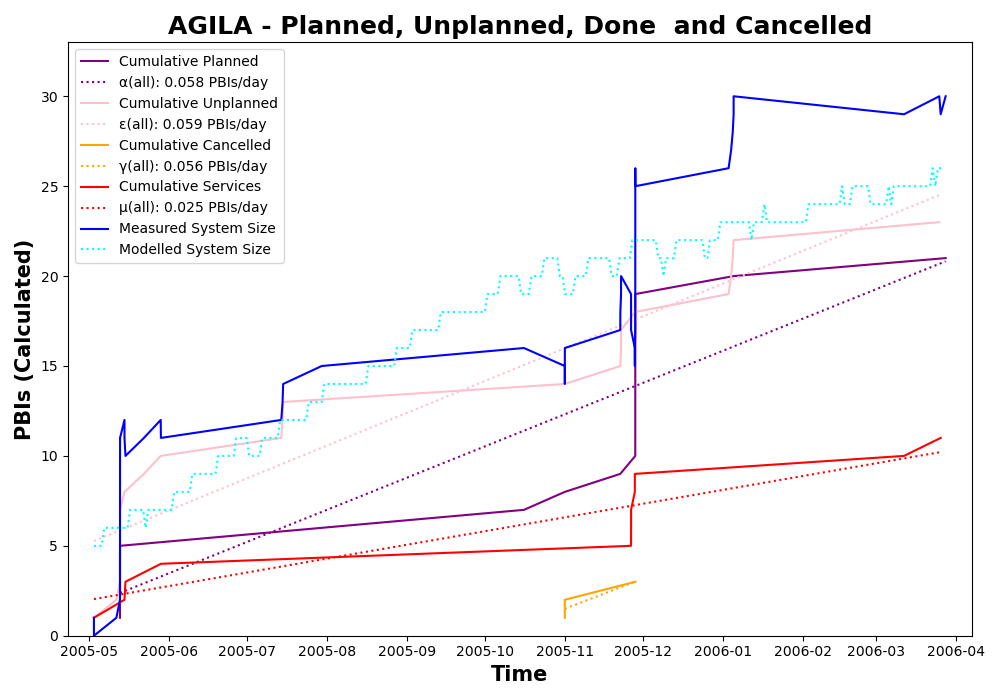 AGILA - Planned, Unplanned, Done  and Cancelled
Cumulative Planned
α(all): 0.058 PBIs/day
Cumulative Unplanned
ε(all): 0.059 PBIs/day
Cumulative Cancelled
γ(all): 0.056 PBIs/day
Cumulative Services
μ(all): 0.025 PBIs/day
Measured System Size
Modelled System Size
PBIs (Calculated)
30
25
20
15
10
5
0
2005-05 2005-06 2005-07 2005-08 2005-09 2005-10 2005-11 2005-12 2006-01 2006-02 2006-03 2006-04
Time